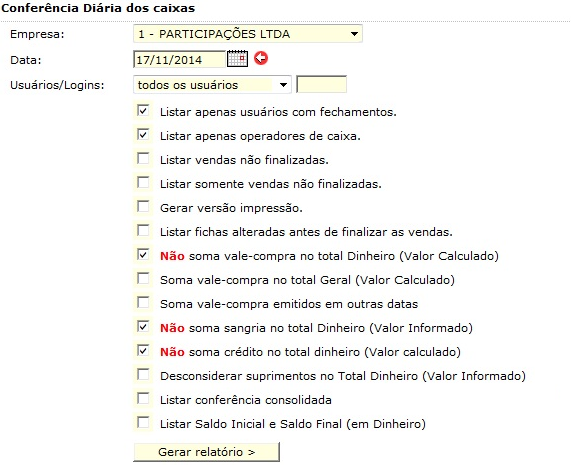 Conferência Diária dos caixas
Empresa: 1 - PARTICIPAÇÕES LTDA
Data: 17/11/2014
Usuários/Logins: todos os usuários
Listar apenas usuários com fechamentos.
Listar apenas operadores de caixa.
Listar vendas não finalizadas.
Listar somente vendas não finalizadas.
Gerar versão impressão.
Listar fichas alteradas antes de finalizar as vendas.
Não soma vale-compra no total Dinheiro (Valor Calculado)
Soma vale-compra no total Geral (Valor Calculado)
Soma vale-compra emitidos em outras datas
Não soma sangria no total Dinheiro (Valor Informado)
Não soma crédito no total dinheiro (Valor calculado)
Desconsiderar suprimentos no Total Dinheiro (Valor Informado)
Listar conferência consolidada
Listar Saldo Inicial e Saldo Final (em Dinheiro)
Gerar relatório >